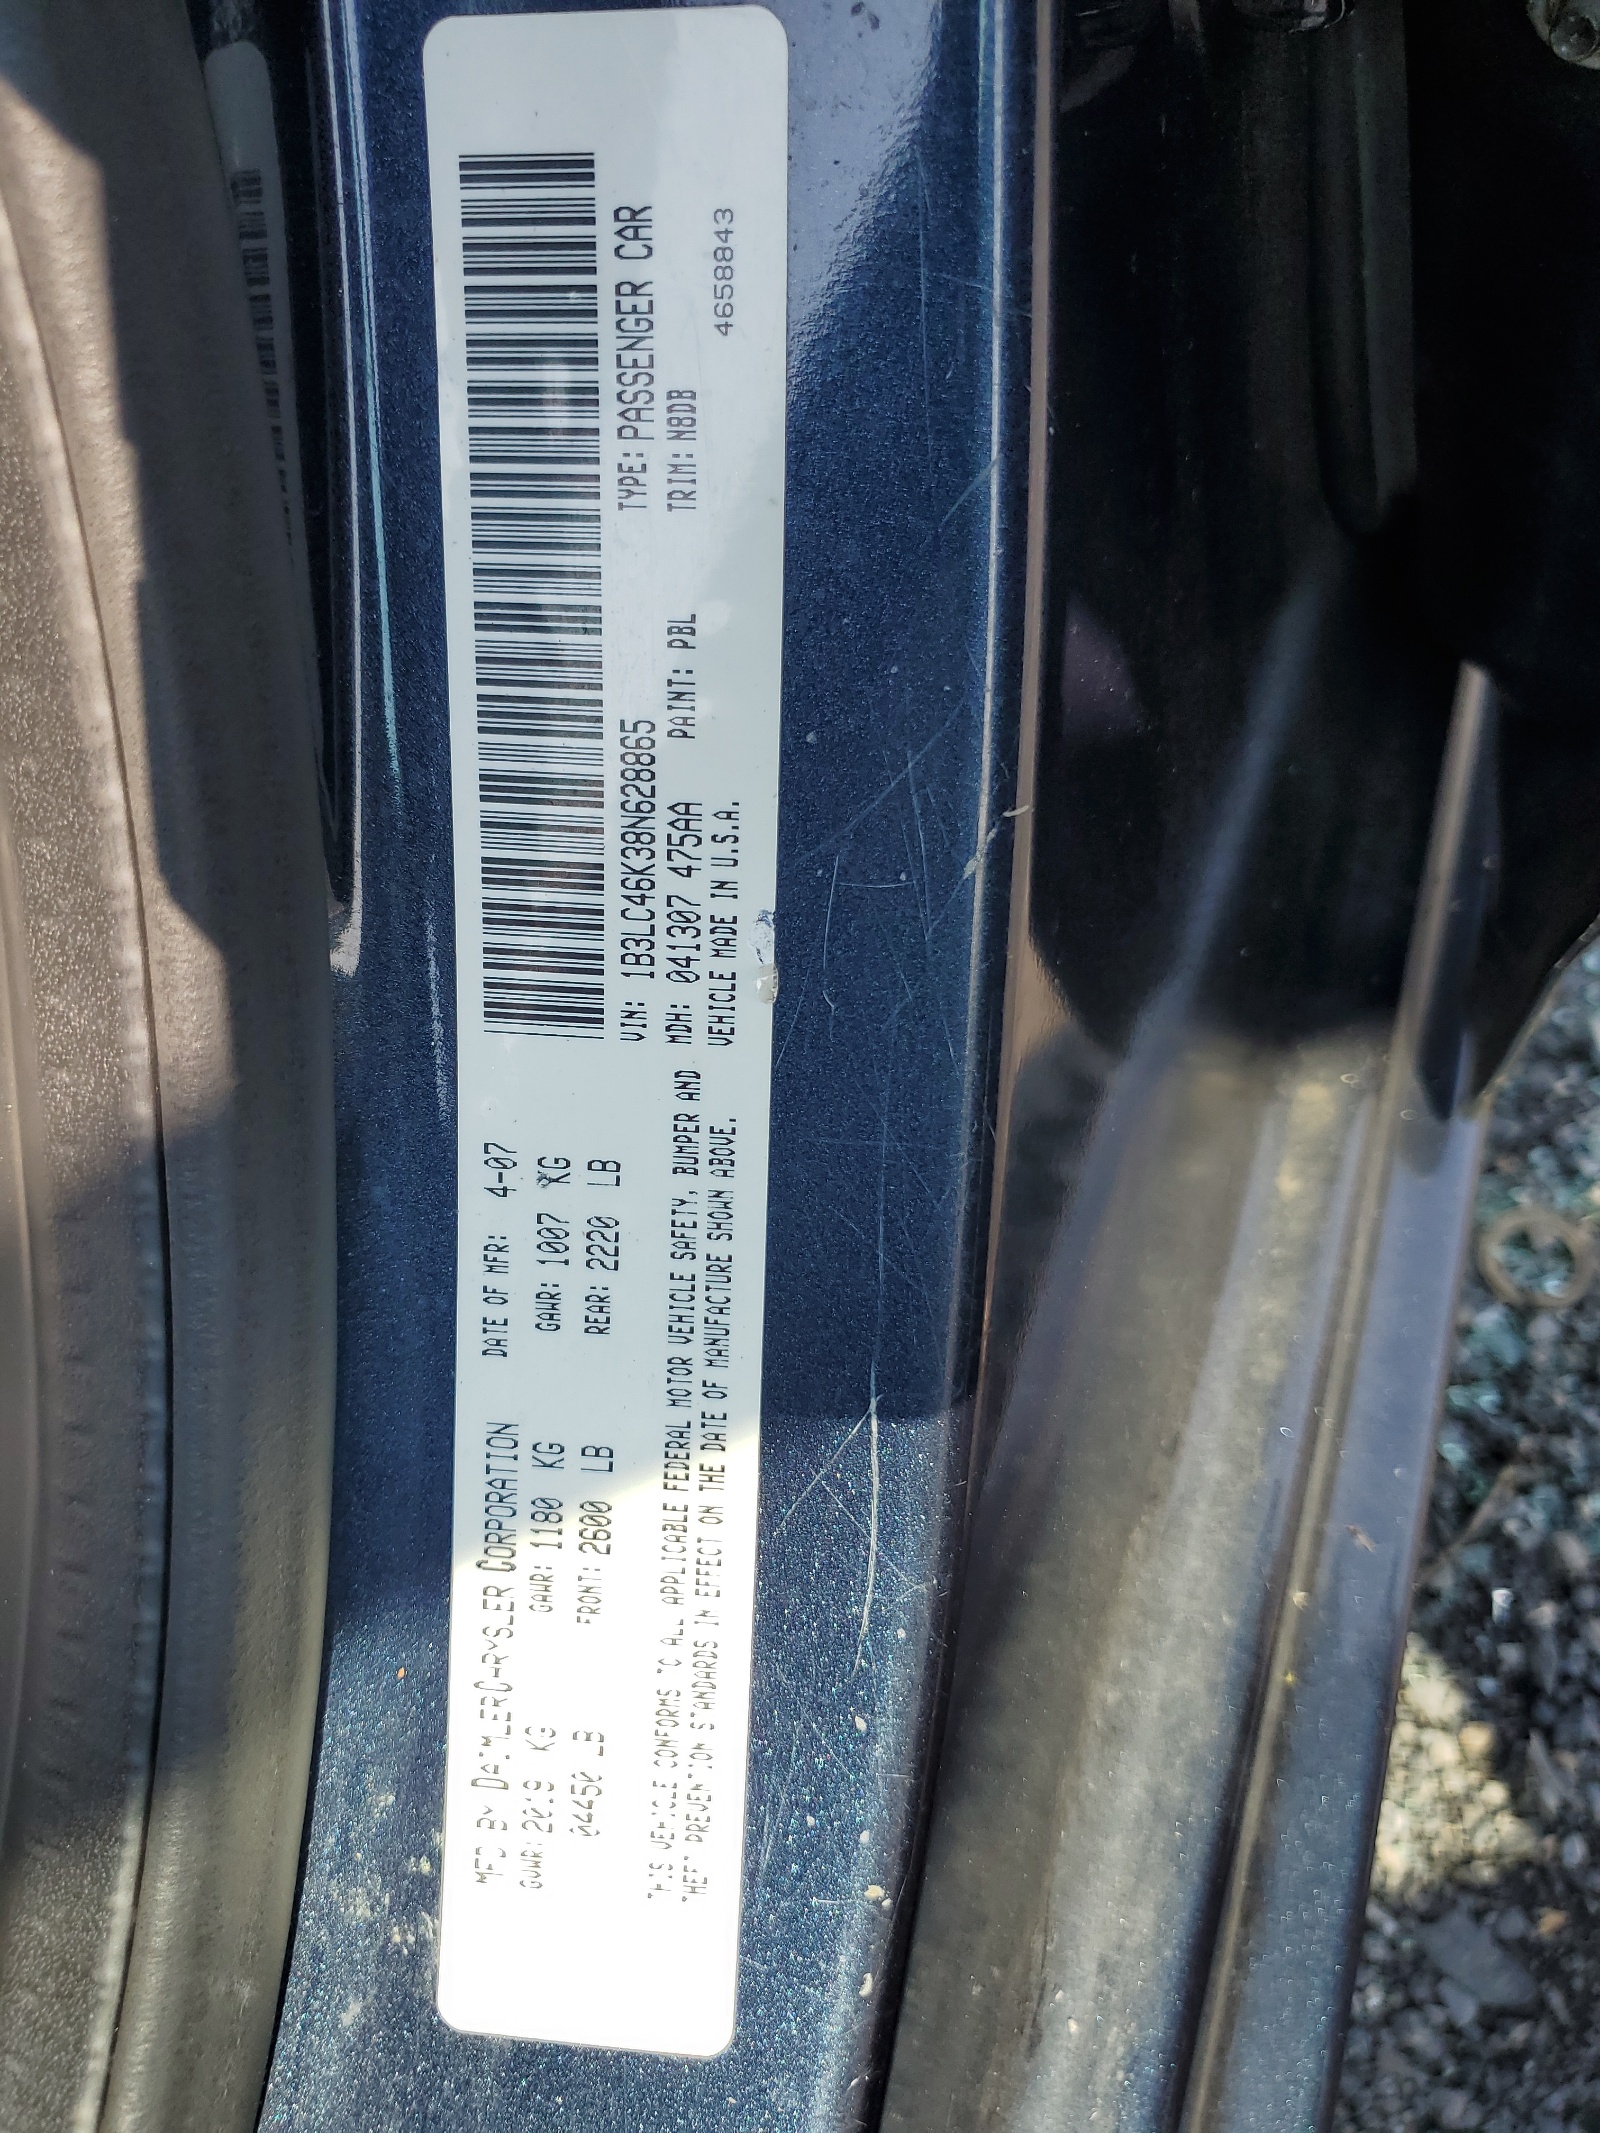 MFD BY DAIMLERCHRYSLER CORPORATION DATE OF MFR: 4-07
GVWR: 2019 KG GAWR: 1180 KG GAWR: 1007 KG
04450 LB FRONT: 2600 LB REAR: 2220 LB
THIS VEHICLE CONFORMS TO ALL APPLICABLE FEDERAL MOTOR VEHICLE SAFETY, BUMPER AND
THEFT PREVENTION STANDARDS IN EFFECT ON THE DATE OF MANUFACTURE SHOWN ABOVE.
VIN: 1B3LC46K38N628865 TYPE: PASSENGER CAR
MDH: 041307 475AA PAINT: PBL TRIM: N8DB
VEHICLE MADE IN U.S.A. 4658843